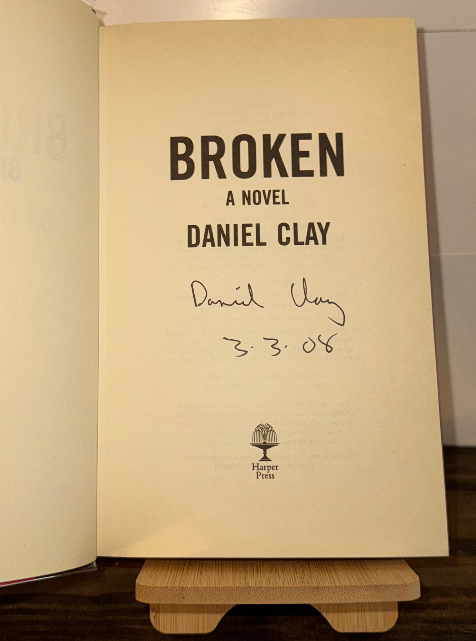 BROKEN
A NOVEL
DANIEL CLAY
Daniel Clay
3.3.08
Harper
Press